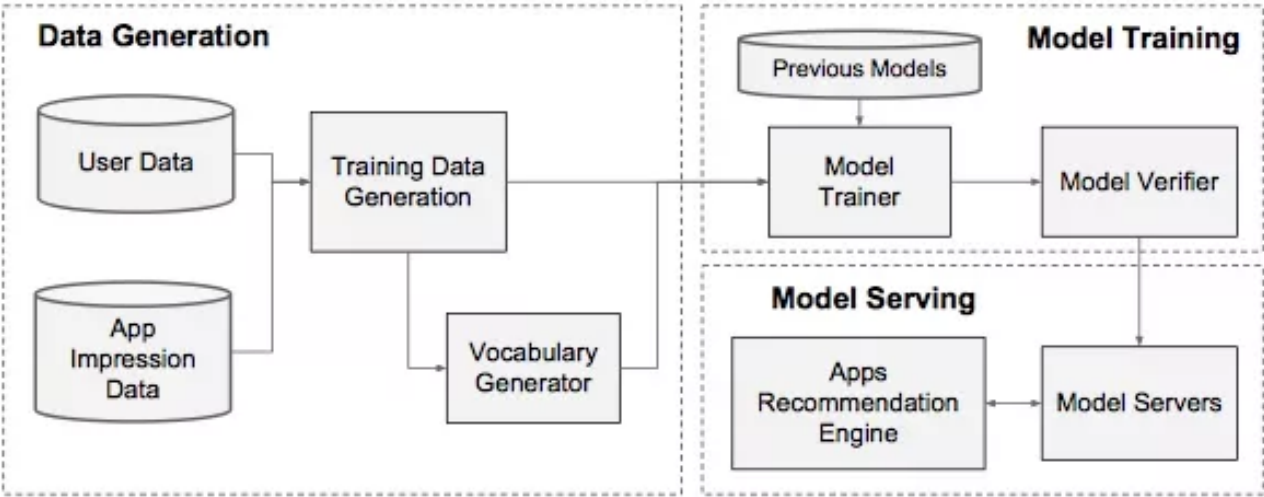 Data Generation
User Data
App
Impression
Data
Training Data
Generation
Vocabulary
Generator
Model Training
Previous Models
Model
Trainer
Model Verifier
Model Serving
Apps
Recommendation
Engine
Model Servers